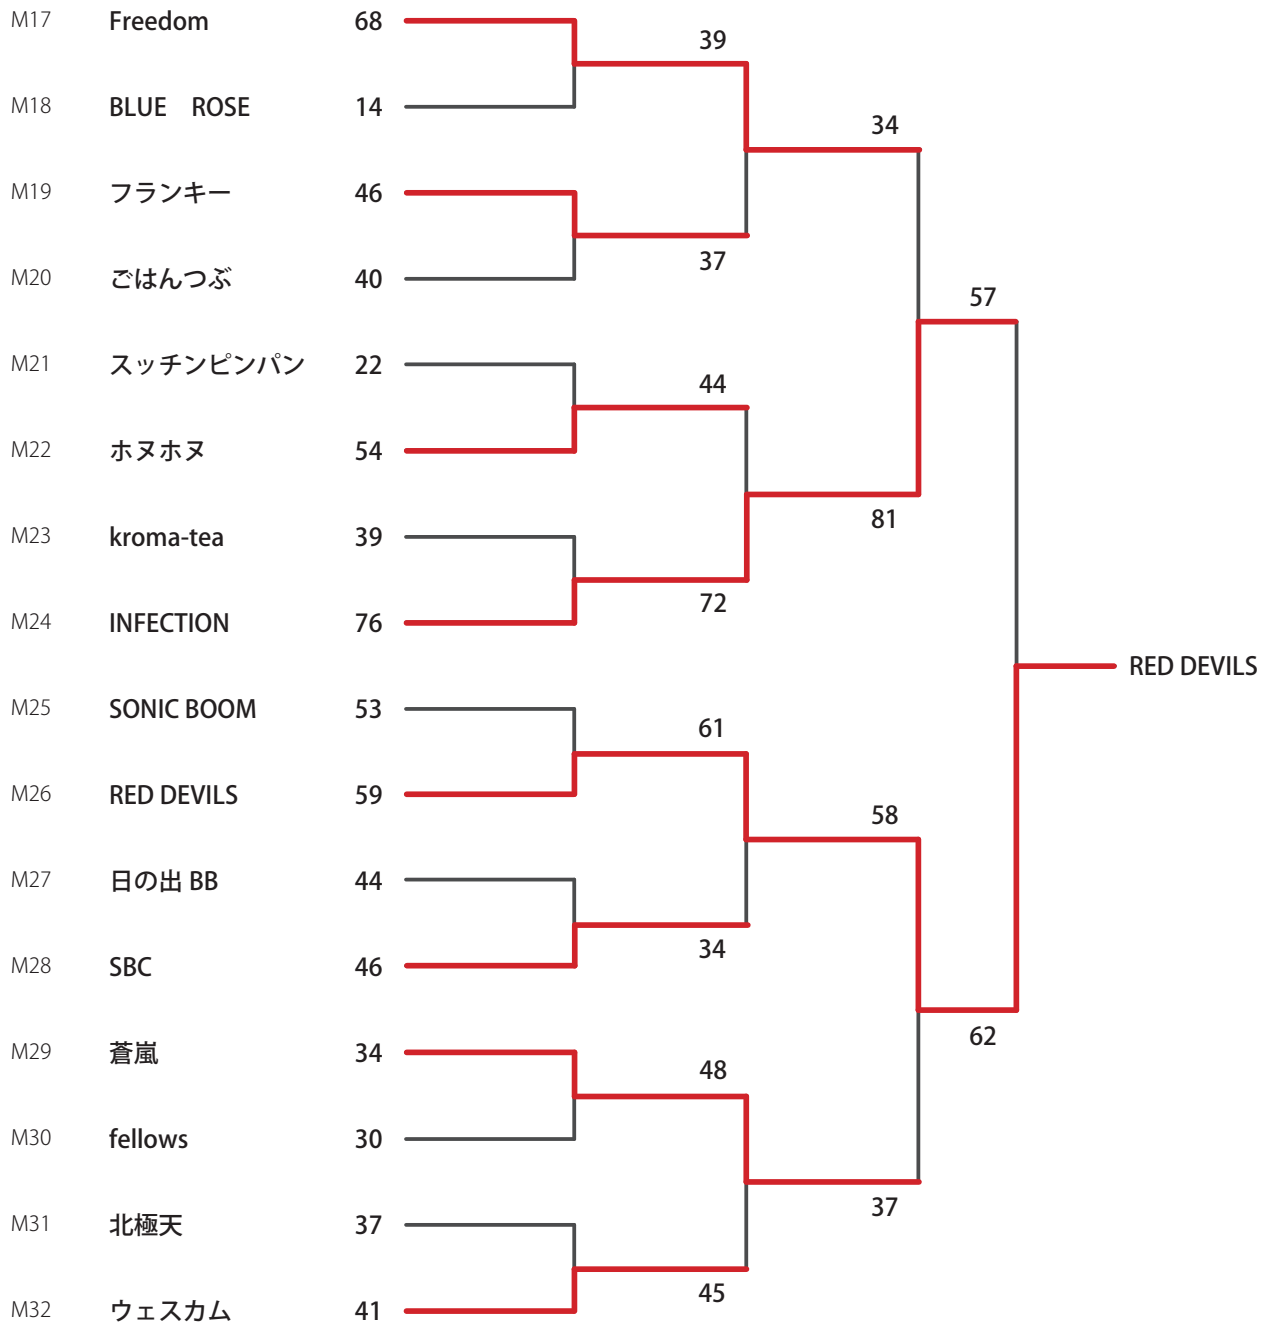 M17 Freedom 68
39
M18 BLUE　ROSE 14
34
M19 フランキー 46
37
M20 ごはんつぶ 40
57
M21 スッチンピンパン 22
44
M22 ホヌホヌ 54
81
M23 kroma-tea 39
72
M24 INFECTION 76
RED DEVILS
M25 SONIC BOOM 53
61
M26 RED DEVILS 59
58
M27 日の出 BB 44
34
M28 SBC 46
62
M29 蒼嵐 34
48
M30 fellows 30
37
M31 北極天 37
45
M32 ウェスカム 41